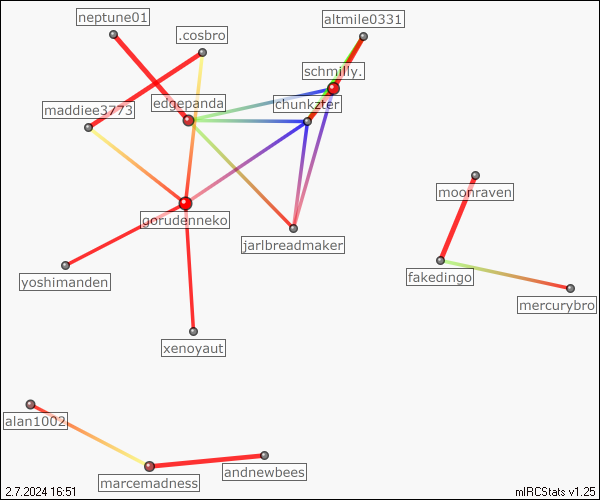 neptune01
altmile0331
.cosbro
schmilly.
edgepanda
chunkzter
maddiee3773
moonraven
gorudenneko
jarlbreadmaker
fakedingo
yoshimanden
mercurybro
xenoyaut
alan1002
andnewbees
marcemadness
2.7.2024 16:51
mIRCStats v1.25